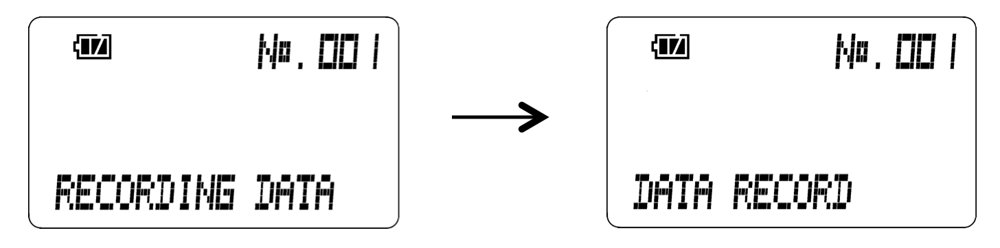 No. 001
RECORDING DATA
No. 001
DATA RECORD